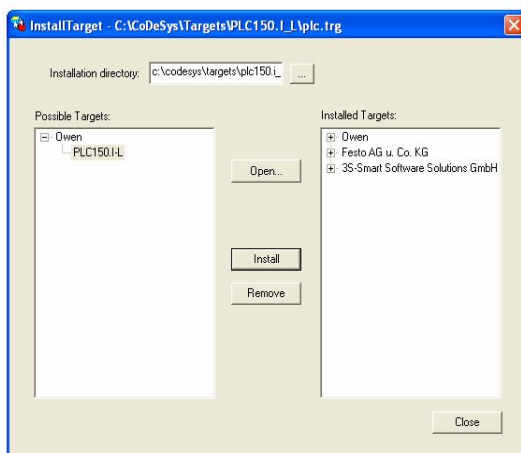 InstallTarget - C:\CoDeSys\Targets\PLC150.I_L\plc.trg
Installation directory: c:\codesys\targets\plc150.i_ ...
Possible Targets:
Owen
PLC150.I-L
Open...
Install
Remove
Installed Targets:
Owen
Festo AG u. Co. KG
3S-Smart Software Solutions GmbH
Close